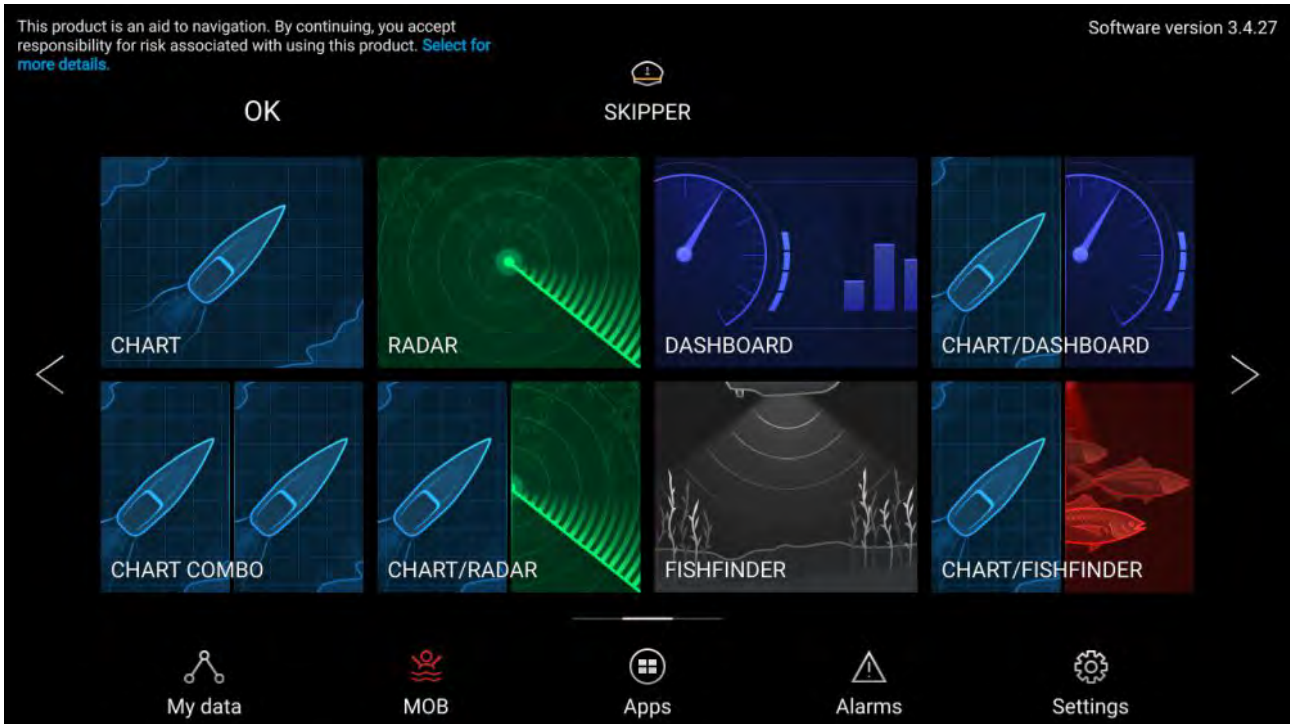 This product is an aid to navigation. By continuing, you accept
responsibility for risk associated with using this product. Select for
more details.
Software version 3.4.27
OK
SKIPPER
CHART
RADAR
DASHBOARD
CHART/DASHBOARD
CHART COMBO
CHART/RADAR
FISHFINDER
CHART/FISHFINDER
My data
MOB
Apps
Alarms
Settings